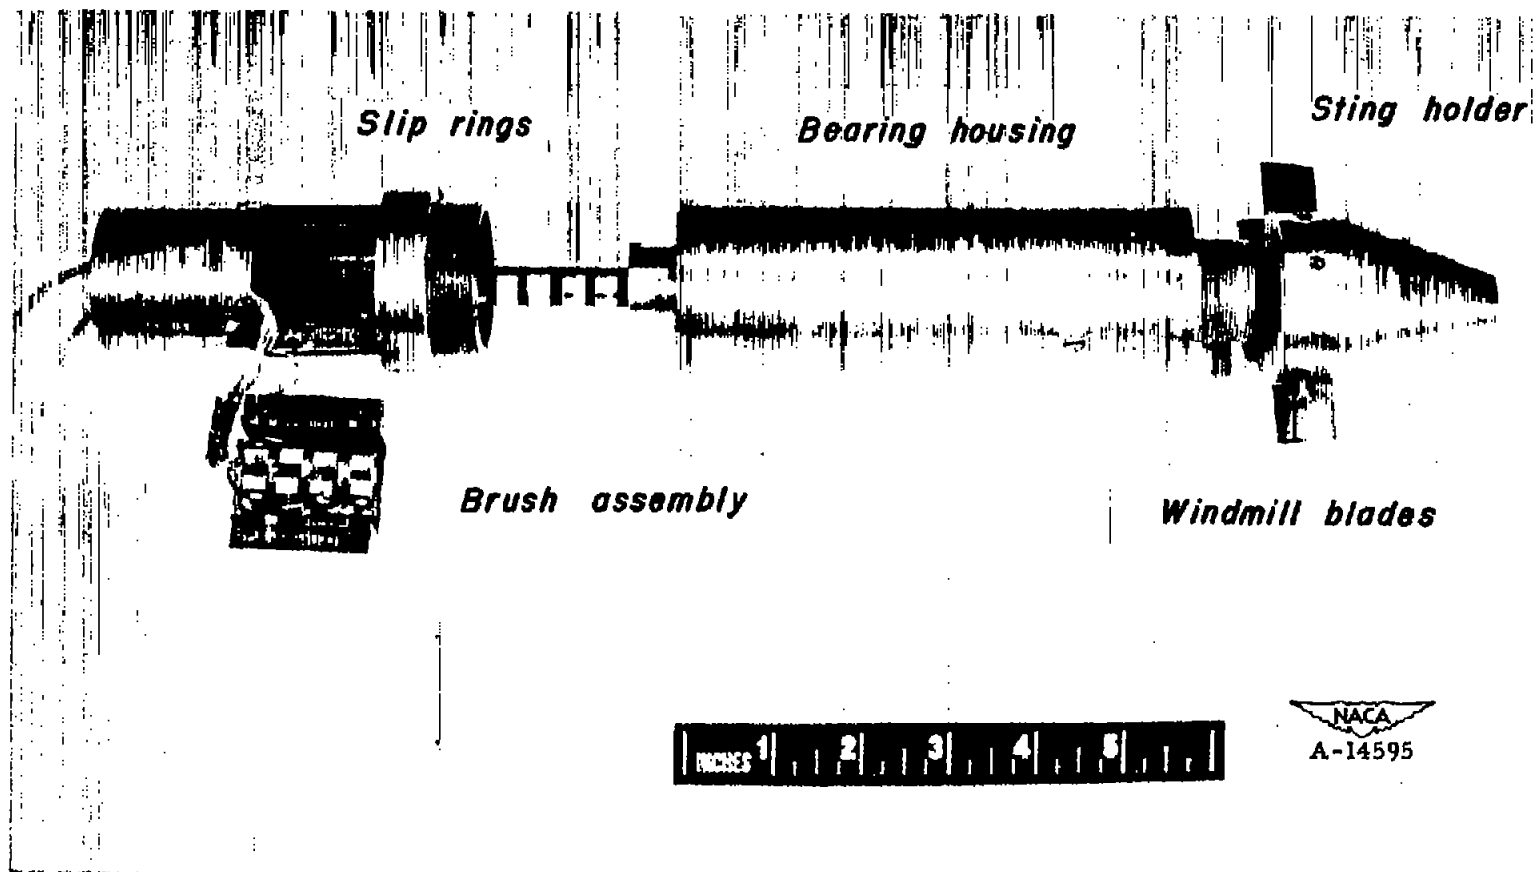 Slip rings
Bearing housing
Sting holder
Brush assembly
Windmill blades
INCHES 1 2 3 4 5
NACA
A-14595